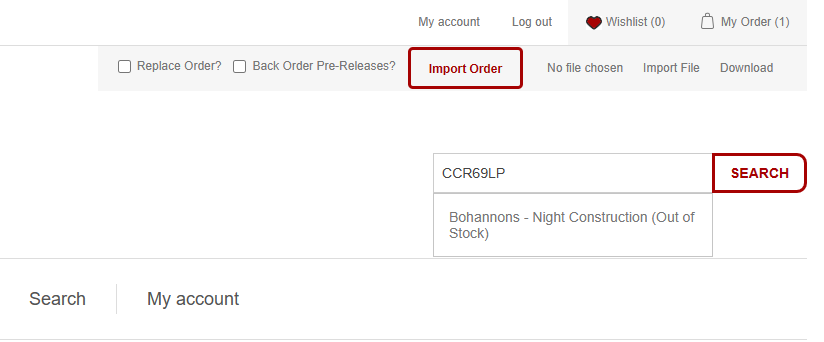 My account Log out Wishlist (0) My Order (1)
Replace Order? Back Order Pre-Releases? Import Order No file chosen Import File Download
CCR69LP SEARCH
Bohannons - Night Construction (Out of
Stock)
Search My account